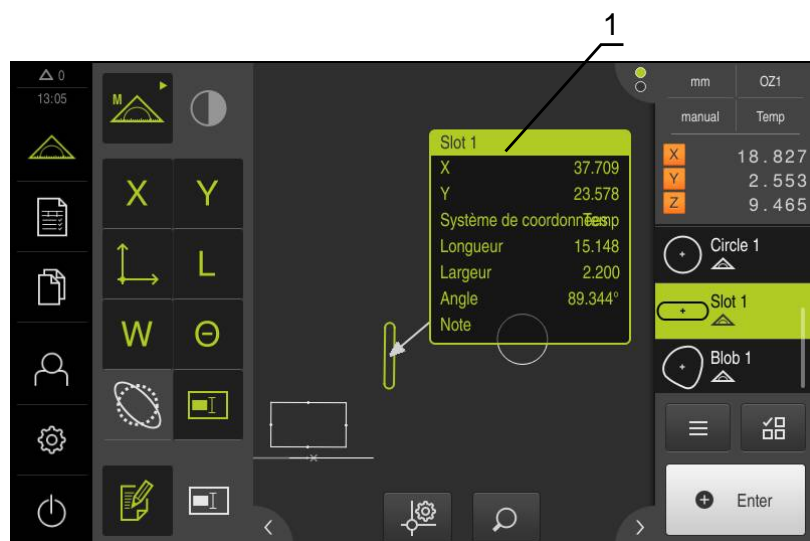 1
0
13:05
M
X Y
L
W Θ
Slot 1
X 37.709
Y 23.578
Système de coordonnées Temp
Longueur 15.148
Largeur 2.200
Angle 89.344°
Note
mm OZ1
manual Temp
X 18.827
Y 2.553
Z 9.465
Circle 1
Slot 1
Blob 1
Enter